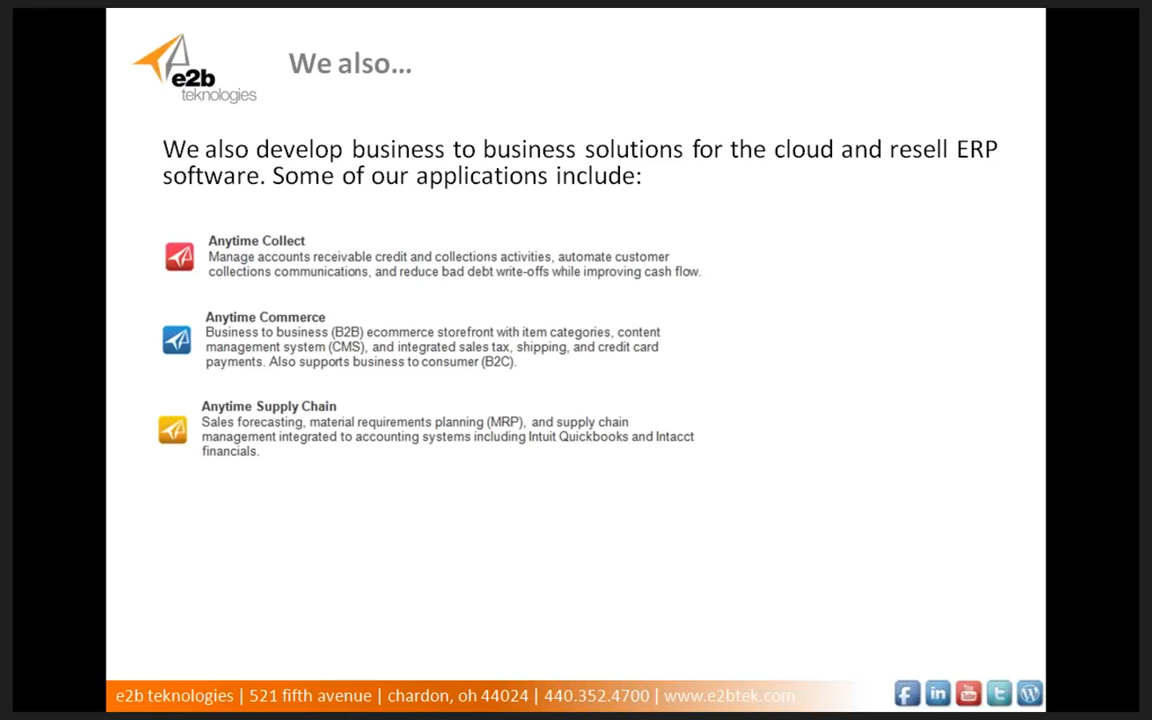 e2b
teknologies
We also...
We also develop business to business solutions for the cloud and resell ERP
software. Some of our applications include:
Anytime Collect
Manage accounts receivable credit and collections activities, automate customer
collections communications, and reduce bad debt write-offs while improving cash flow.
Anytime Commerce
Business to business (B2B) ecommerce storefront with item categories, content
management system (CMS), and integrated sales tax, shipping, and credit card
payments. Also supports business to consumer (B2C).
Anytime Supply Chain
Sales forecasting, material requirements planning (MRP), and supply chain
management integrated to accounting systems including Intuit Quickbooks and Intacct
financials.
e2b teknologies | 521 fifth avenue | chardon, oh 44024 | 440.352.4700 | www.e2btek.com